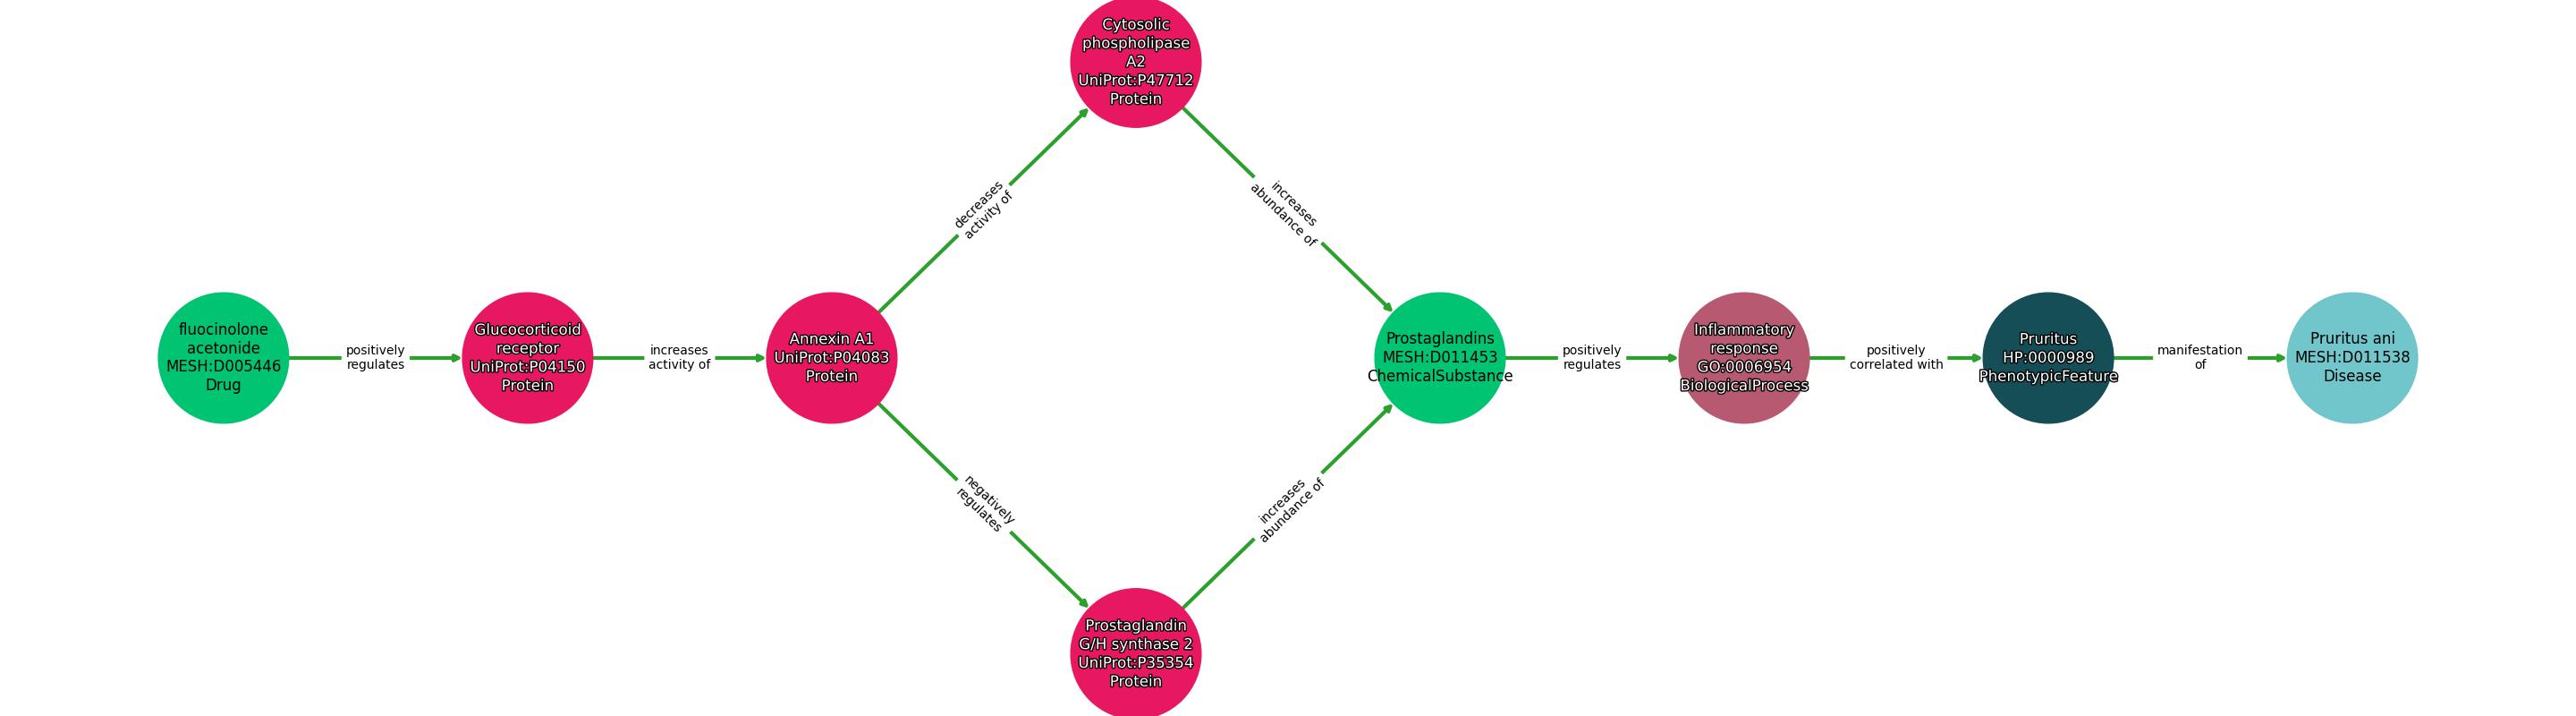 Cytosolic
phospholipase
A2
UniProt:P47712
Protein
decreases
activity of
increases
abundance of
fluocinolone
acetonide
MESH:D005446
Drug
positively
regulates
Glucocorticoid
receptor
UniProt:P04150
Protein
increases
activity of
Annexin A1
UniProt:P04083
Protein
Prostaglandins
MESH:D011453
ChemicalSubstance
positively
regulates
Inflammatory
response
GO:0006954
BiologicalProcess
positively
correlated with
Pruritus
HP:0000989
PhenotypicFeature
manifestation
of
Pruritus ani
MESH:D011538
Disease
negatively
regulates
increases
abundance of
Prostaglandin
G/H synthase 2
UniProt:P35354
Protein